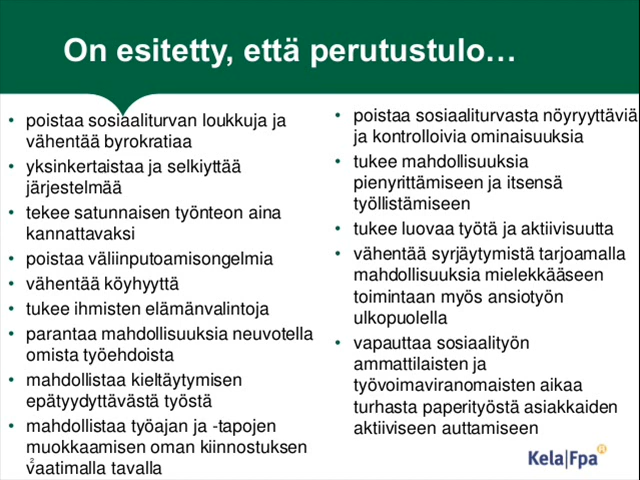 On esitetty, että perutustulo…
• poistaa sosiaaliturvan loukkuja ja
vähentää byrokratiaa
• yksinkertaistaa ja selkiyttää
järjestelmää
• tekee satunnaisen työnteon aina
kannattavaksi
• poistaa väliinputoamisongelmia
• vähentää köyhyyttä
• tukee ihmisten elämänvalintoja
• parantaa mahdollisuuksia neuvotella
omista työehdoista
• mahdollistaa kieltäytymisen
epätyydyttävästä työstä
• mahdollistaa työajan ja -tapojen
muokkaamisen oman kiinnostuksen
vaatimalla tavalla
• poistaa sosiaaliturvasta nöyryyttäviä
ja kontrolloivia ominaisuuksia
• tukee mahdollisuuksia
pienyrittämiseen ja itsensä
työllistämiseen
• tukee luovaa työtä ja aktiivisuutta
• vähentää syrjäytymistä tarjoamalla
mahdollisuuksia mielekkääseen
toimintaan myös ansiotyön
ulkopuolella
• vapauttaa sosiaalityön
ammattilaisten ja
työvoimaviranomaisten aikaa
turhasta paperityöstä asiakkaiden
aktiiviseen auttamiseen
2
Kela|Fpa